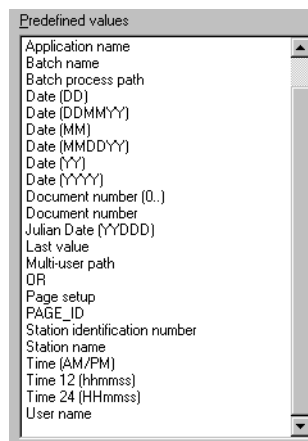 Predefined values
Application name
Batch name
Batch process path
Date (DD)
Date (DDMMYY)
Date (MM)
Date (MMDDYY)
Date (YY)
Date (YYYY)
Document number (0..)
Document number
Julian Date (YYDDD)
Last value
Multi-user path
OR
Page setup
PAGE_ID
Station identification number
Station name
Time (AM/PM)
Time 12 (hhmmss)
Time 24 (HHmmss)
User name